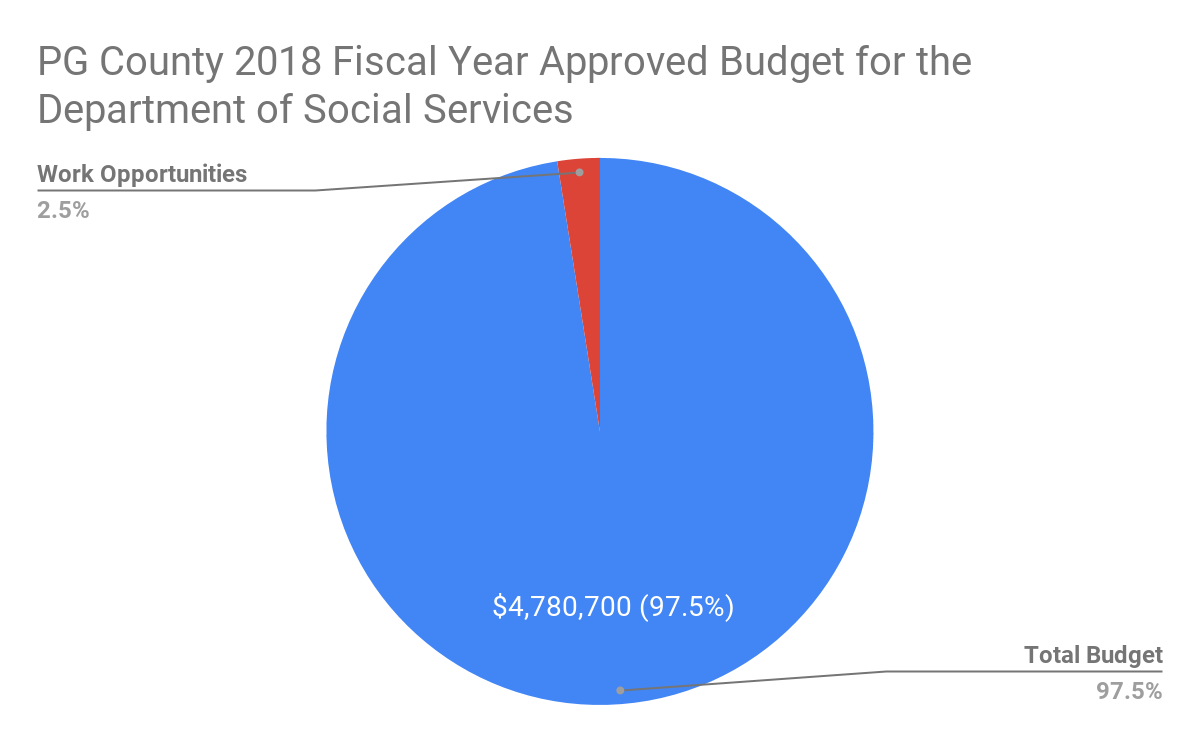 PG County 2018 Fiscal Year Approved Budget for the
Department of Social Services
Work Opportunities
2.5%
$4,780,700 (97.5%)
Total Budget
97.5%